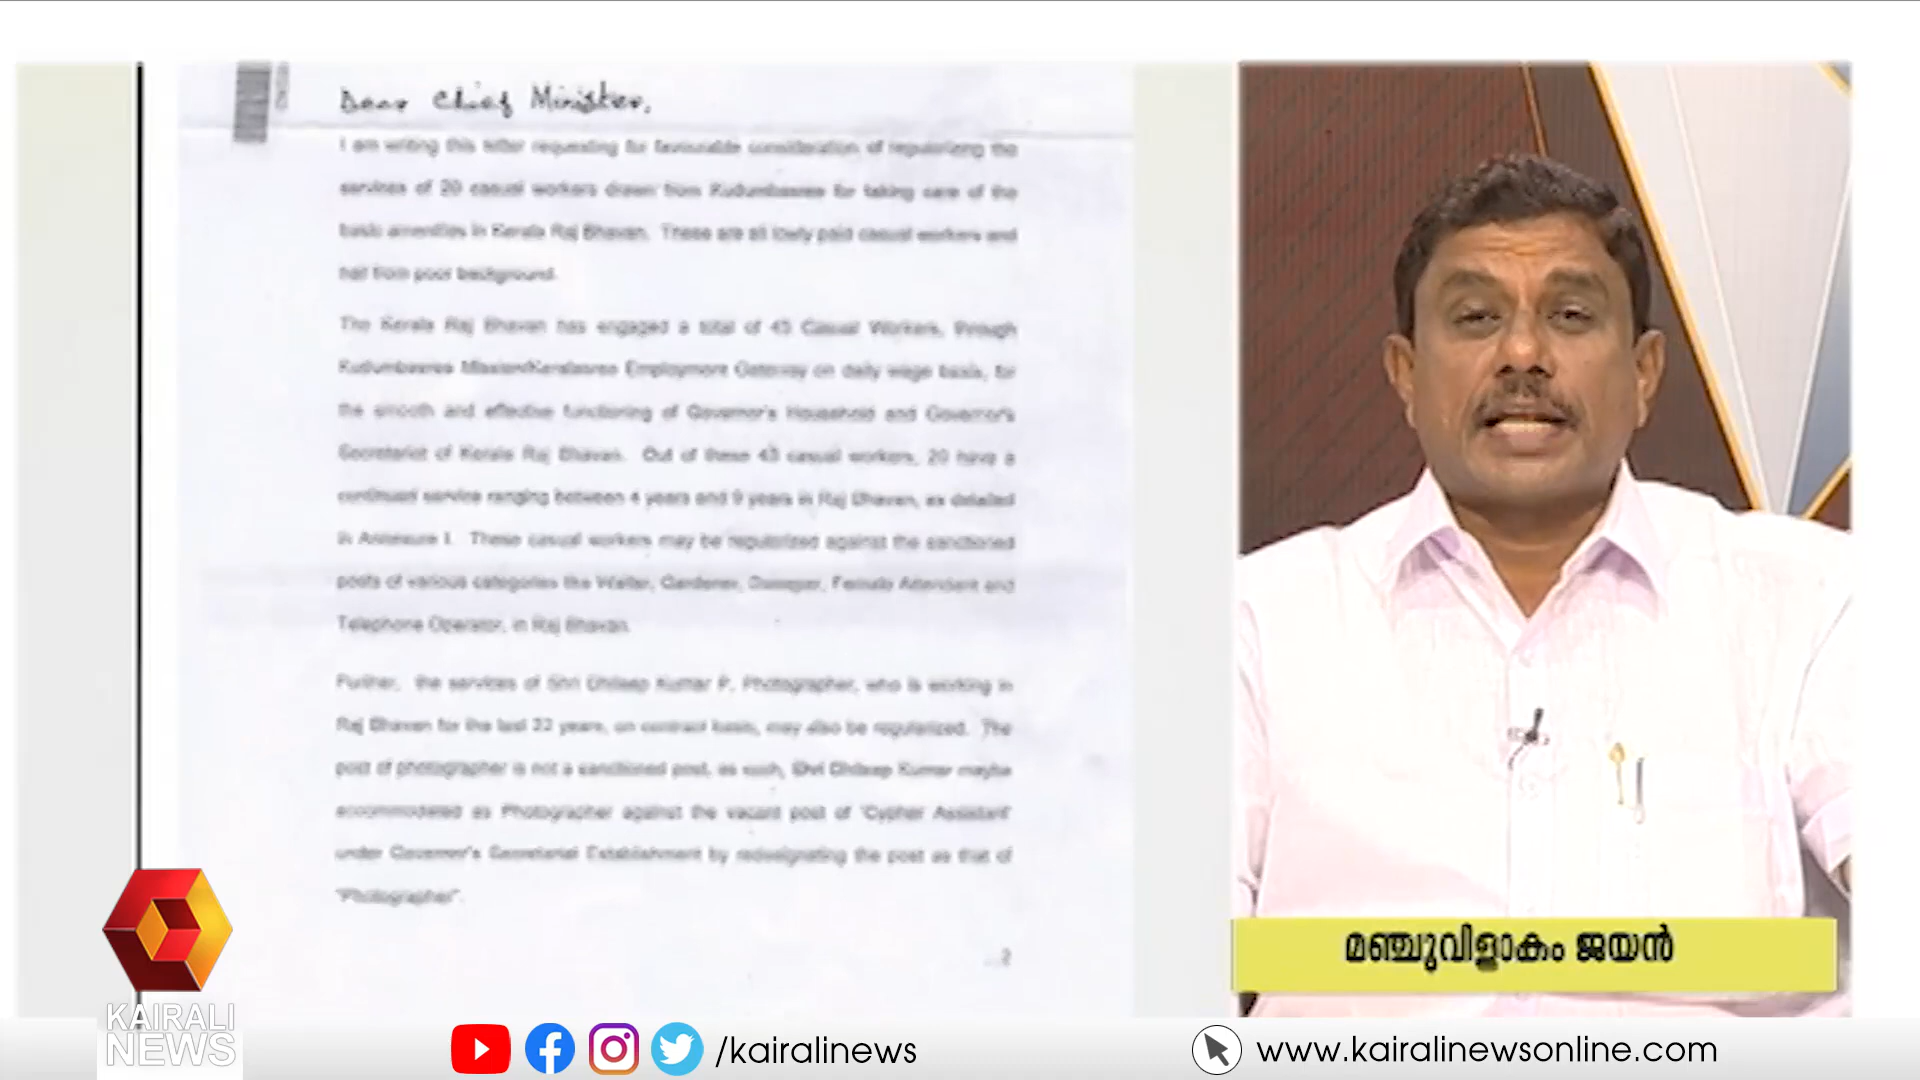 Dear Chief Minister,
I am writing this letter requesting for favourable consideration of regularizing the
services of 20 casual workers drawn from Kudumbasree for taking care of the
basic amenities in Kerala Raj Bhavan. These are all lowly paid casual workers and
hail from poor background.
The Kerala Raj Bhavan has engaged a total of 45 Casual Workers, through
Kudumbasree Mission/Keralasree Employment Gateway on daily wage basis, for
the smooth and effective functioning of Governor's Household and Governor's
Secretariat of Kerala Raj Bhavan. Out of these 45 casual workers, 20 have a
continued service ranging between 4 years and 9 years in Raj Bhavan, as detailed
in Annexure I. These casual workers may be regularized against the sanctioned
posts of various categories like Waiter, Gardener, Sweeper, Female Attendant and
Telephone Operator, in Raj Bhavan.
Further, the services of Shri Dhileep Kumar P, Photographer, who is working in
Raj Bhavan for the last 22 years, on contract basis, may also be regularized. The
post of photographer is not a sanctioned post, as such, Shri Dhileep Kumar maybe
accommodated as Photographer against the vacant post of 'Cypher Assistant'
under Governor's Secretariat Establishment by redesignating the post as that of
"Photographer".
...2
മഞ്ചുവിളാകം ജയൻ
KAIRALI
NEWS
/kairalinews
www.kairalinewsonline.com